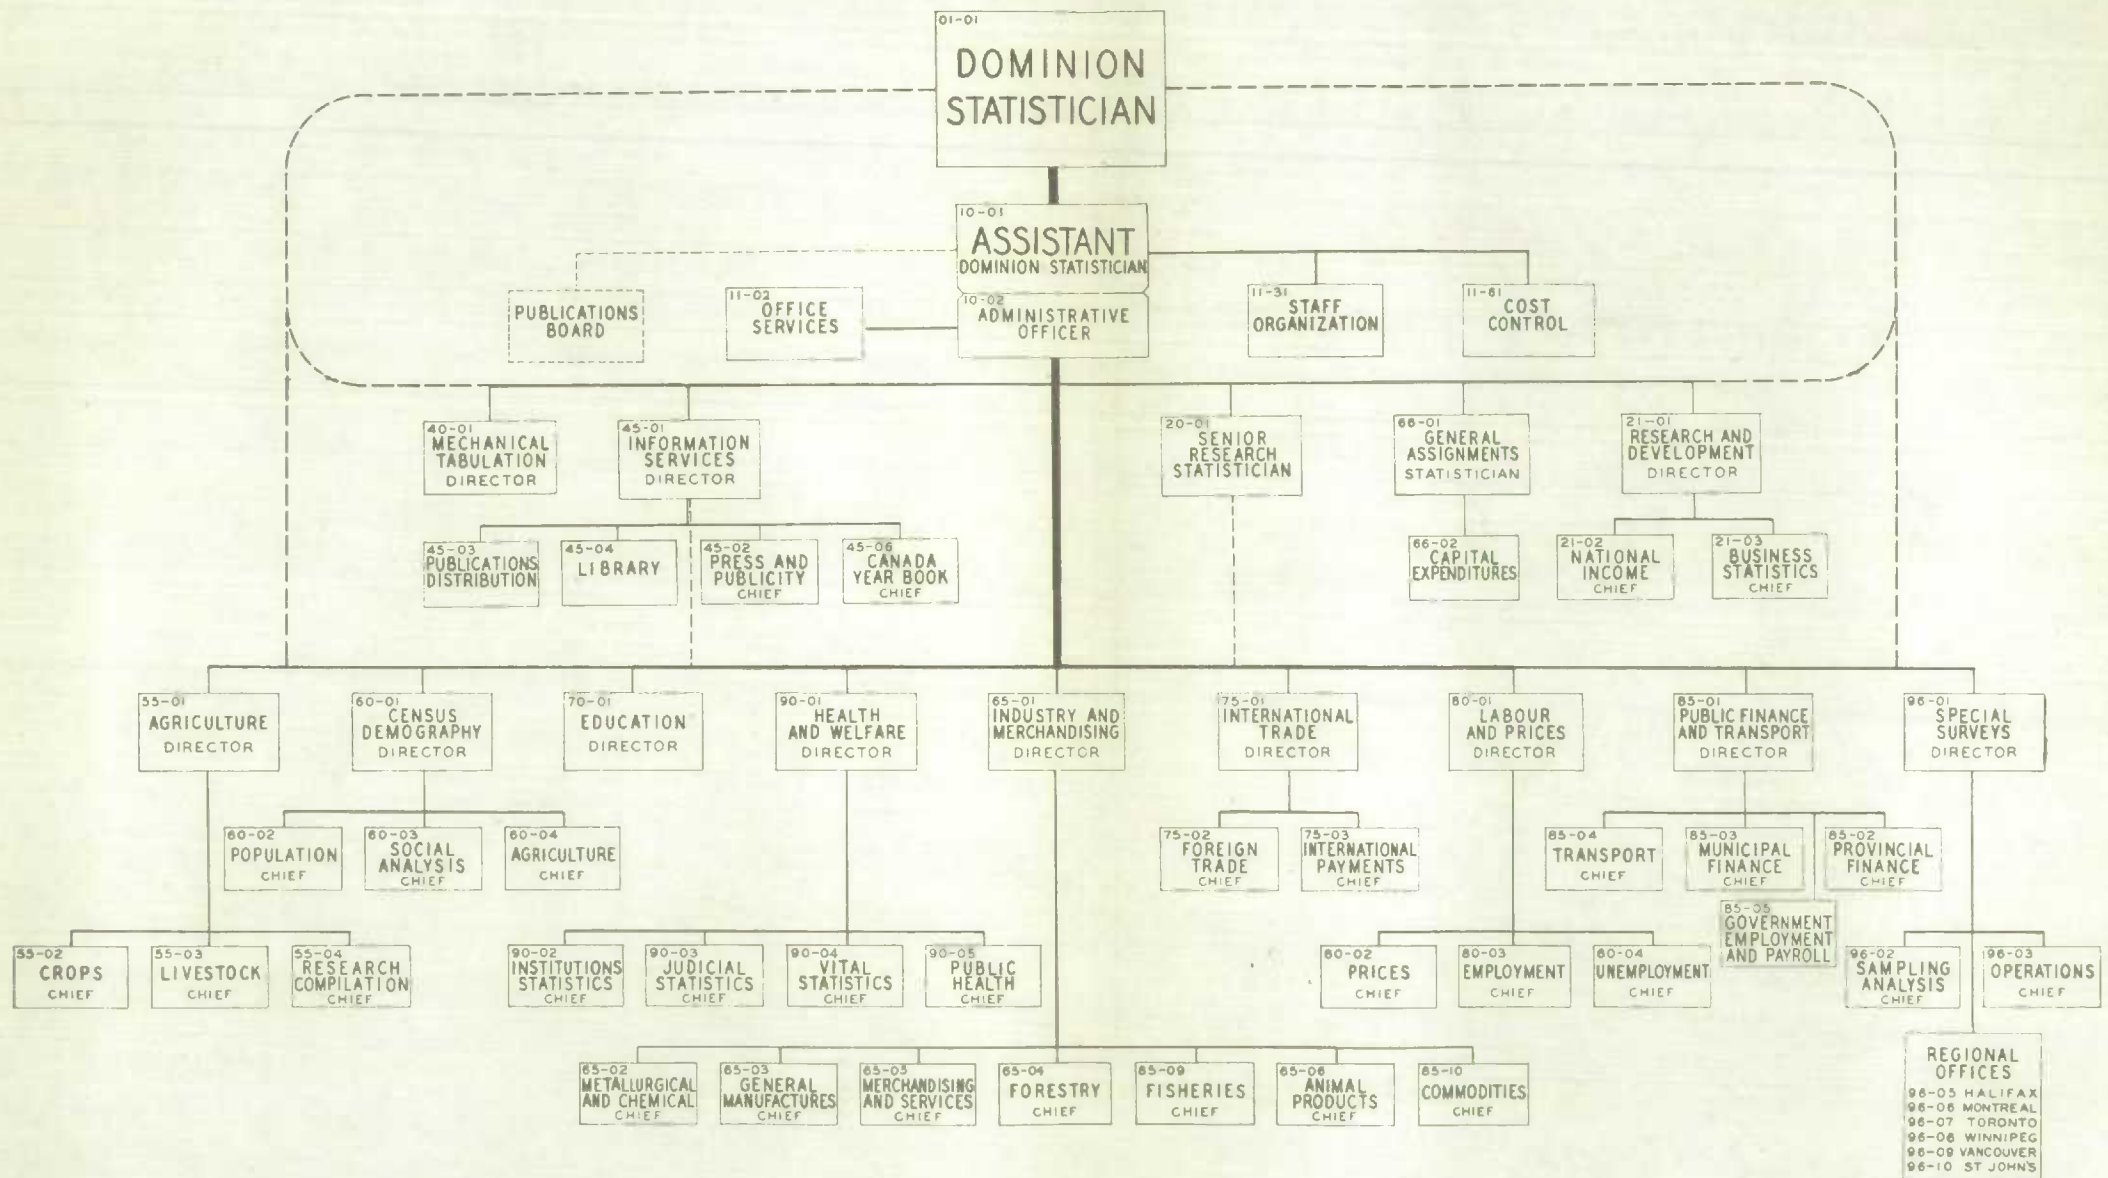 01-01
DOMINION
STATISTICIAN
10-01
ASSISTANT
DOMINION STATISTICIAN
PUBLICATIONS
BOARD
11-02
OFFICE
SERVICES
10-02
ADMINISTRATIVE
OFFICER
11-31
STAFF
ORGANIZATION
11-61
COST
CONTROL
40-01
MECHANICAL
TABULATION
DIRECTOR
45-01
INFORMATION
SERVICES
DIRECTOR
20-01
SENIOR
RESEARCH
STATISTICIAN
66-01
GENERAL
ASSIGNMENTS
STATISTICIAN
21-01
RESEARCH AND
DEVELOPMENT
DIRECTOR
45-03
PUBLICATIONS
DISTRIBUTION
45-04
LIBRARY
45-02
PRESS AND
PUBLICITY
CHIEF
45-06
CANADA
YEAR BOOK
CHIEF
66-02
CAPITAL
EXPENDITURES
21-02
NATIONAL
INCOME
CHIEF
21-03
BUSINESS
STATISTICS
CHIEF
55-01
AGRICULTURE
DIRECTOR
60-01
CENSUS
DEMOGRAPHY
DIRECTOR
70-01
EDUCATION
DIRECTOR
90-01
HEALTH
AND WELFARE
DIRECTOR
65-01
INDUSTRY AND
MERCHANDISING
DIRECTOR
75-01
INTERNATIONAL
TRADE
DIRECTOR
80-01
LABOUR
AND PRICES
DIRECTOR
85-01
PUBLIC FINANCE
AND TRANSPORT
DIRECTOR
96-01
SPECIAL
SURVEYS
DIRECTOR
60-02
POPULATION
CHIEF
60-03
SOCIAL
ANALYSIS
CHIEF
60-04
AGRICULTURE
CHIEF
75-02
FOREIGN
TRADE
CHIEF
75-03
INTERNATIONAL
PAYMENTS
CHIEF
85-04
TRANSPORT
CHIEF
85-03
MUNICIPAL
FINANCE
CHIEF
85-02
PROVINCIAL
FINANCE
CHIEF
85-05
GOVERNMENT
EMPLOYMENT
AND PAYROLL
55-02
CROPS
CHIEF
55-03
LIVESTOCK
CHIEF
55-04
RESEARCH
COMPILATION
CHIEF
90-02
INSTITUTIONS
STATISTICS
CHIEF
90-03
JUDICIAL
STATISTICS
CHIEF
90-04
VITAL
STATISTICS
CHIEF
90-05
PUBLIC
HEALTH
CHIEF
80-02
PRICES
CHIEF
80-03
EMPLOYMENT
CHIEF
80-04
UNEMPLOYMENT
CHIEF
96-02
SAMPLING
ANALYSIS
CHIEF
96-03
OPERATIONS
CHIEF
65-02
METALLURGICAL
AND CHEMICAL
CHIEF
65-03
GENERAL
MANUFACTURES
CHIEF
MERCHANDISING
AND SERVICES
CHIEF
65-04
FORESTRY
CHIEF
65-09
FISHERIES
CHIEF
65-06
ANIMAL
PRODUCTS
CHIEF
65-10
COMMODITIES
CHIEF
REGIONAL
OFFICES
96-05 HALIFAX
96-06 MONTREAL
96-07 TORONTO
96-08 WINNIPEG
96-09 VANCOUVER
96-10 ST JOHN'S